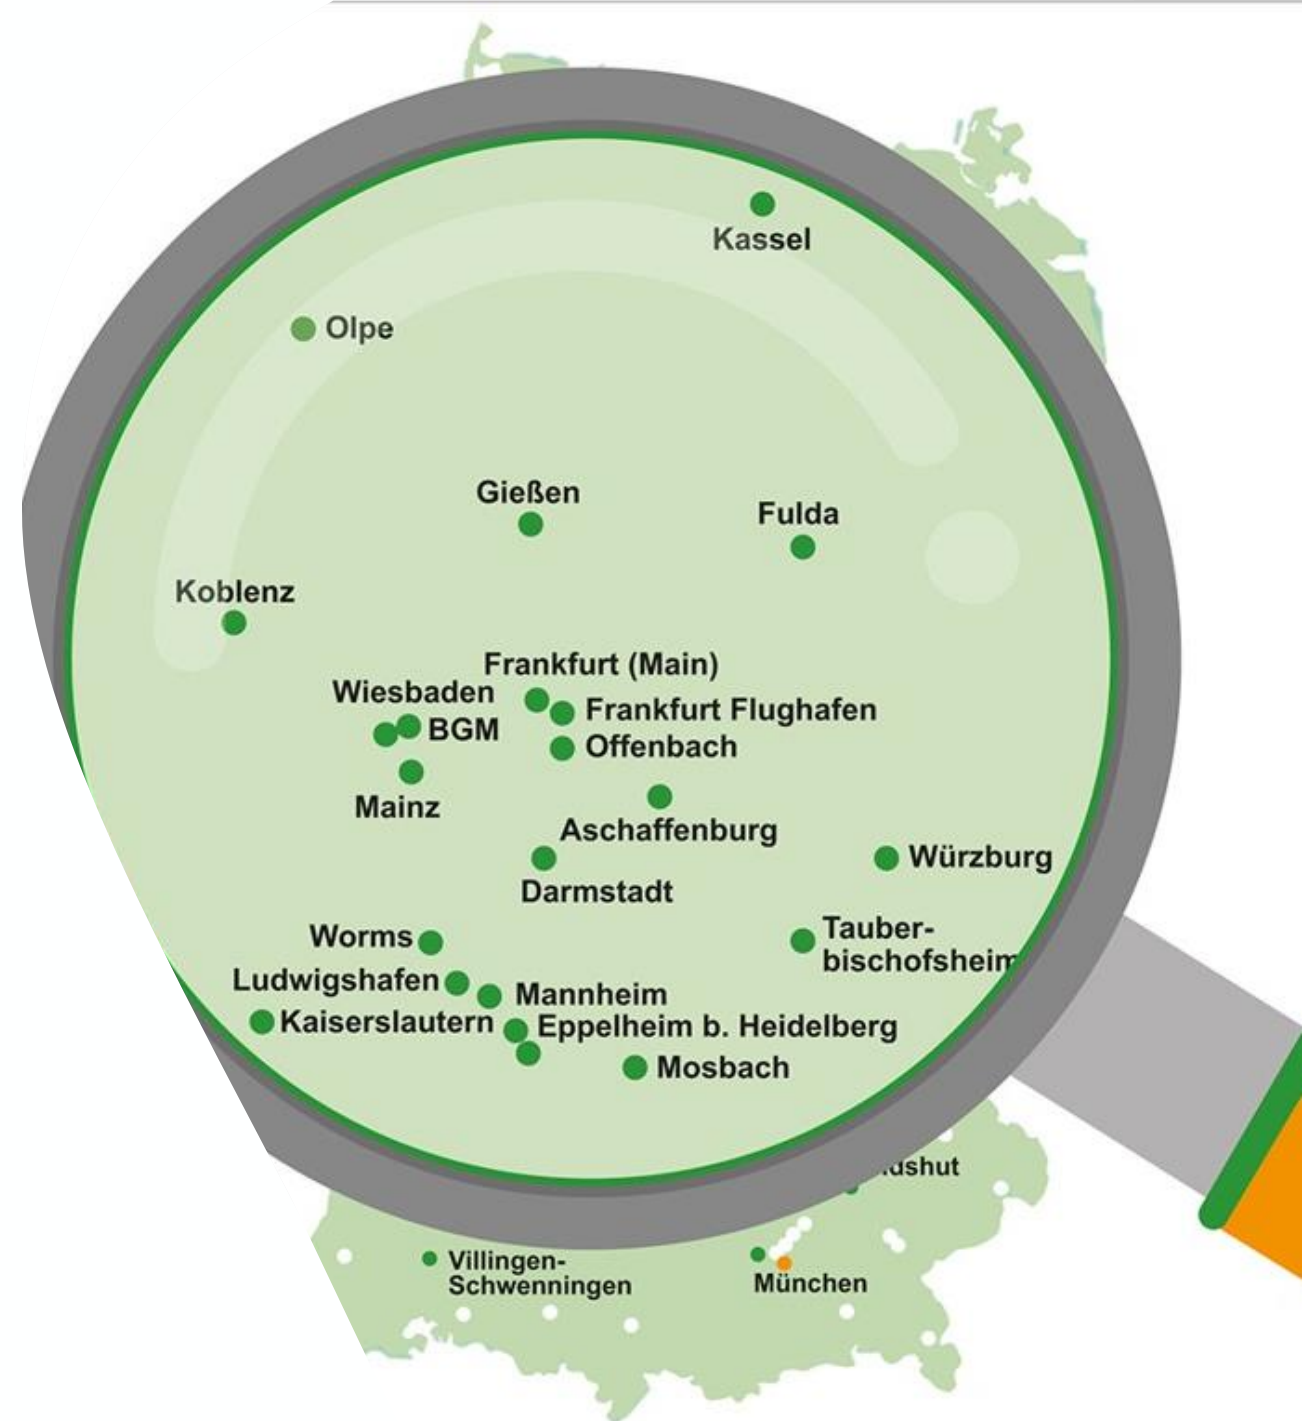 Kassel
Olpe
Gießen
Fulda
Koblenz
Frankfurt (Main)
Wiesbaden
Frankfurt Flughafen
BGM
Offenbach
Mainz
Aschaffenburg
Würzburg
Darmstadt
Tauber-
bischofsheim
Worms
Ludwigshafen
Mannheim
Kaiserslautern
Eppelheim b. Heidelberg
Mosbach
Villingen-
Schwenningen
München